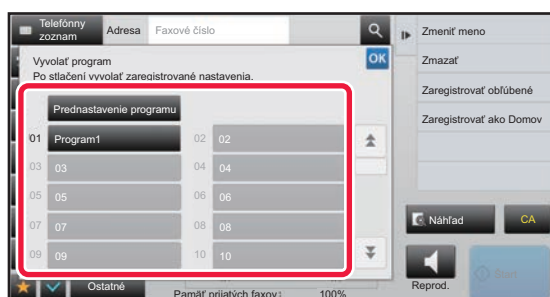 Telefónny
zoznam
Adresa
Faxové číslo
Vyvolať program
OK
Po stlačení vyvolať zaregistrované nastavenia.
Prednastavenie programu
01 Program1
02 02
03 03
04 04
05 05
06 06
07 07
08 08
09 09
10 10
Zmeniť meno
Zmazať
Zaregistrovať obľúbené
Zaregistrovať ako Domov
Náhľad
CA
Ostatné
Pamäť prijatých faxov:
100%
Reprod.
Štart